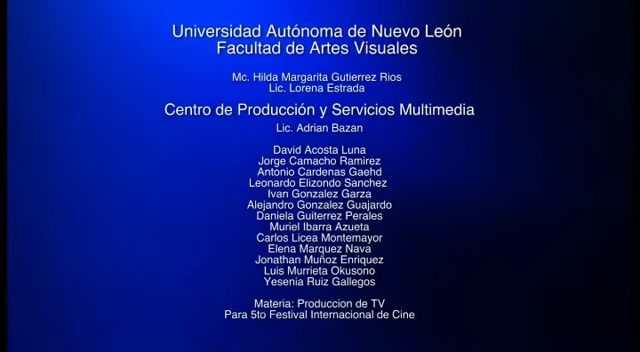 Universidad Autónoma de Nuevo León
Facultad de Artes Visuales
Mc. Hilda Margarita Gutierrez Rios
Lic. Lorena Estrada
Centro de Producción y Servicios Multimedia
Lic. Adrian Bazan
David Acosta Luna
Jorge Camacho Ramirez
Antonio Cardenas Gaehd
Leonardo Elizondo Sanchez
Ivan Gonzalez Garza
Alejandro Gonzalez Guajardo
Daniela Guiterrez Perales
Muriel Ibarra Azueta
Carlos Licea Montemayor
Elena Marquez Nava
Jonathan Muñoz Enriquez
Luis Murrieta Okusono
Yesenia Ruiz Gallegos
Materia: Produccion de TV
Para 5to Festival Internacional de Cine